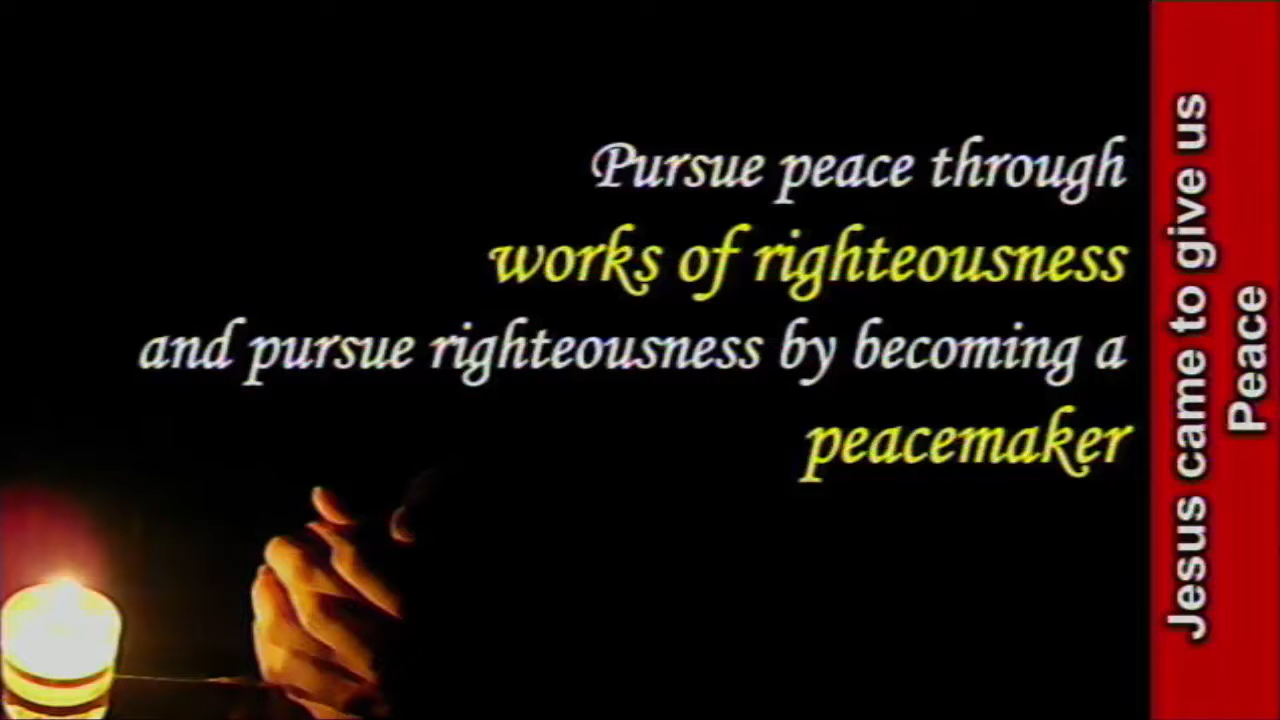 Pursue peace through
works of righteousness
and pursue righteousness by becoming a
peacemaker
Jesus came to give us
Peace